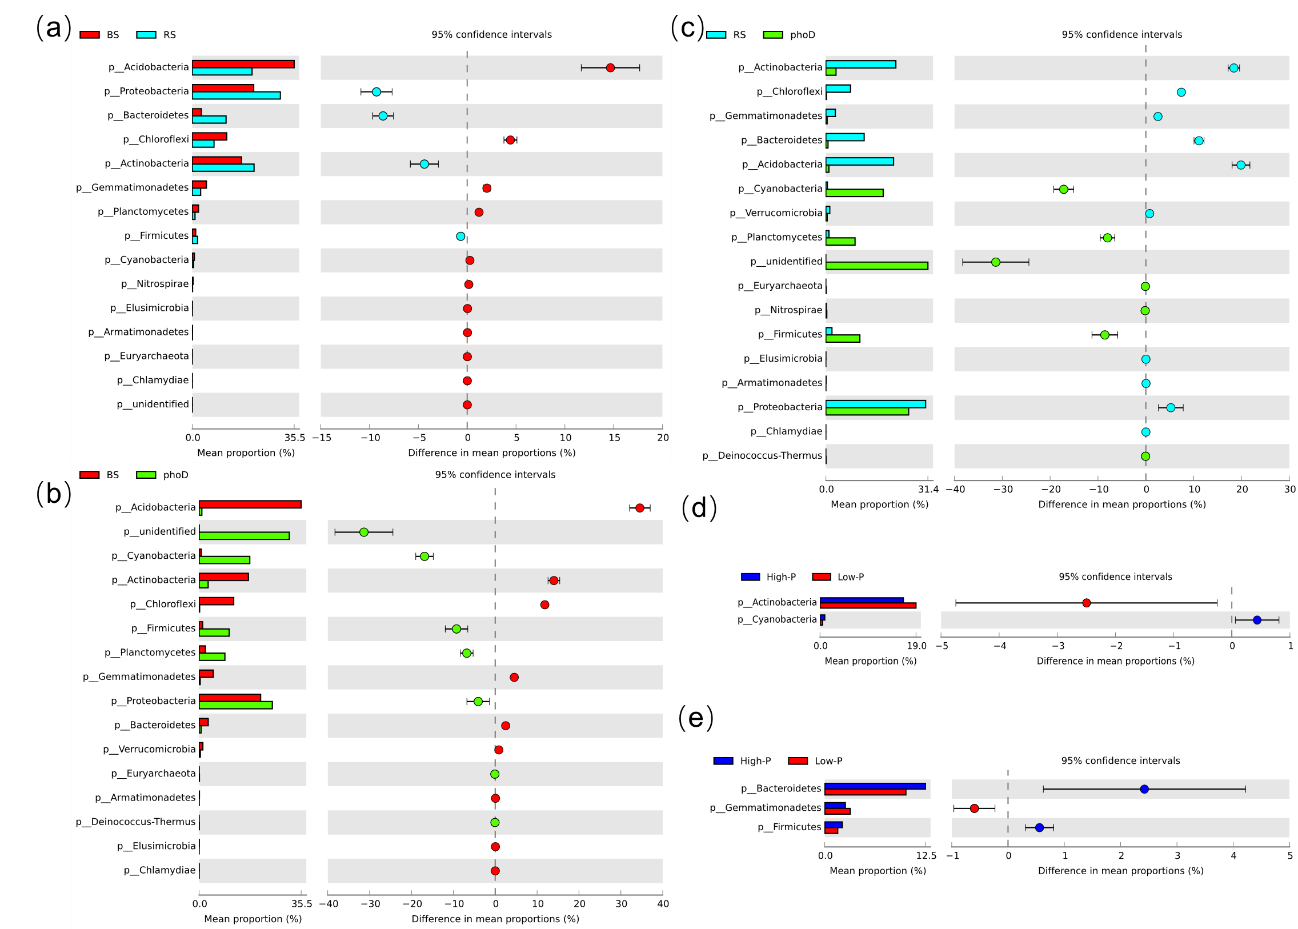 (a)
BS RS
95% confidence intervals
p__Acidobacteria
p__Proteobacteria
p__Bacteroidetes
p__Chloroflexi
p__Actinobacteria
p__Gemmatimonadetes
p__Planctomycetes
p__Firmicutes
p__Cyanobacteria
p__Nitrospirae
p__Elusimicrobia
p__Armatimonadetes
p__Euryarchaeota
p__Chlamydiae
p__unidentified
0.0 35.5 −15 −10 −5 0 5 10 15 20
Mean proportion (%) Difference in mean proportions (%)
(b)
BS phoD
95% confidence intervals
p__Acidobacteria
p__unidentified
p__Cyanobacteria
p__Actinobacteria
p__Chloroflexi
p__Firmicutes
p__Planctomycetes
p__Gemmatimonadetes
p__Proteobacteria
p__Bacteroidetes
p__Verrucomicrobia
p__Euryarchaeota
p__Armatimonadetes
p__Deinococcus-Thermus
p__Elusimicrobia
p__Chlamydiae
0.0 35.5 −40 −30 −20 −10 0 10 20 30 40
Mean proportion (%) Difference in mean proportions (%)
(c)
RS phoD
95% confidence intervals
p__Actinobacteria
p__Chloroflexi
p__Gemmatimonadetes
p__Bacteroidetes
p__Acidobacteria
p__Cyanobacteria
p__Verrucomicrobia
p__Planctomycetes
p__unidentified
p__Euryarchaeota
p__Nitrospirae
p__Firmicutes
p__Elusimicrobia
p__Armatimonadetes
p__Proteobacteria
p__Chlamydiae
p__Deinococcus-Thermus
0.0 31.4 −40 −30 −20 −10 0 10 20 30
Mean proportion (%) Difference in mean proportions (%)
(d)
High-P Low-P
95% confidence intervals
p__Actinobacteria
p__Cyanobacteria
0.0 19.0 −5 −4 −3 −2 −1 0 1
Mean proportion (%) Difference in mean proportions (%)
(e)
High-P Low-P
95% confidence intervals
p__Bacteroidetes
p__Gemmatimonadetes
p__Firmicutes
0.0 12.5 −1 0 1 2 3 4 5
Mean proportion (%) Difference in mean proportions (%)